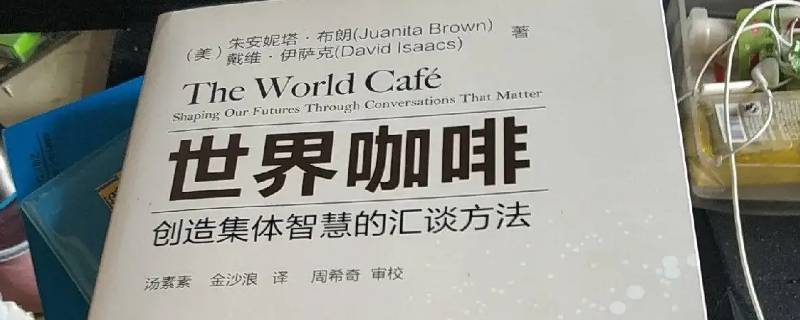 (美) 朱安妮塔·布朗(Juanita Brown)
戴维·伊萨克(David Isaacs) 著
The World Café
Shaping Our Futures Through Conversations That Matter
世界咖啡
创造集体智慧的汇谈方法
汤素素 金沙浪 译 周希奇 审校